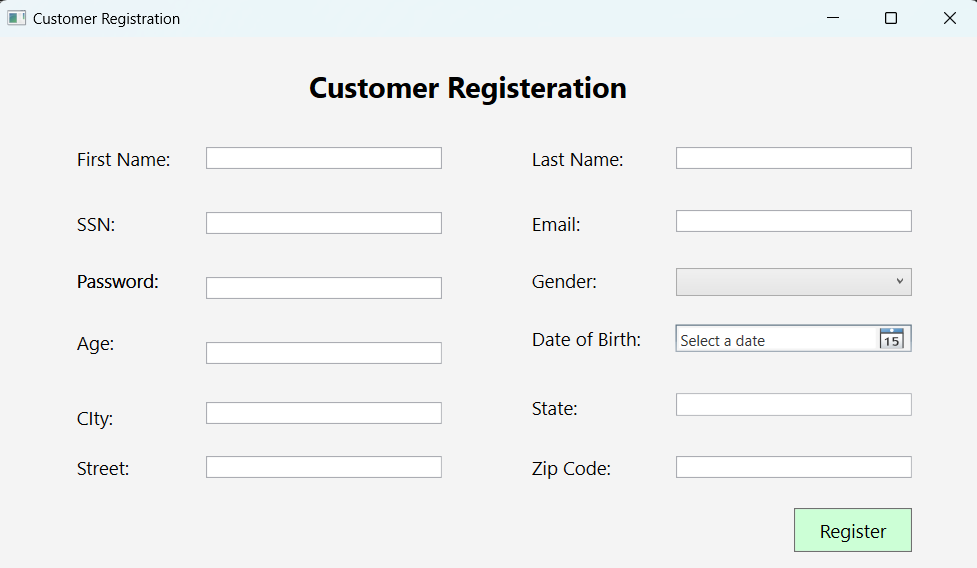 Customer Registration
Customer Registeration
First Name:
Last Name:
SSN:
Email:
Password:
Gender:
Age:
Date of Birth:
Select a date
15
CIty:
State:
Street:
Zip Code:
Register